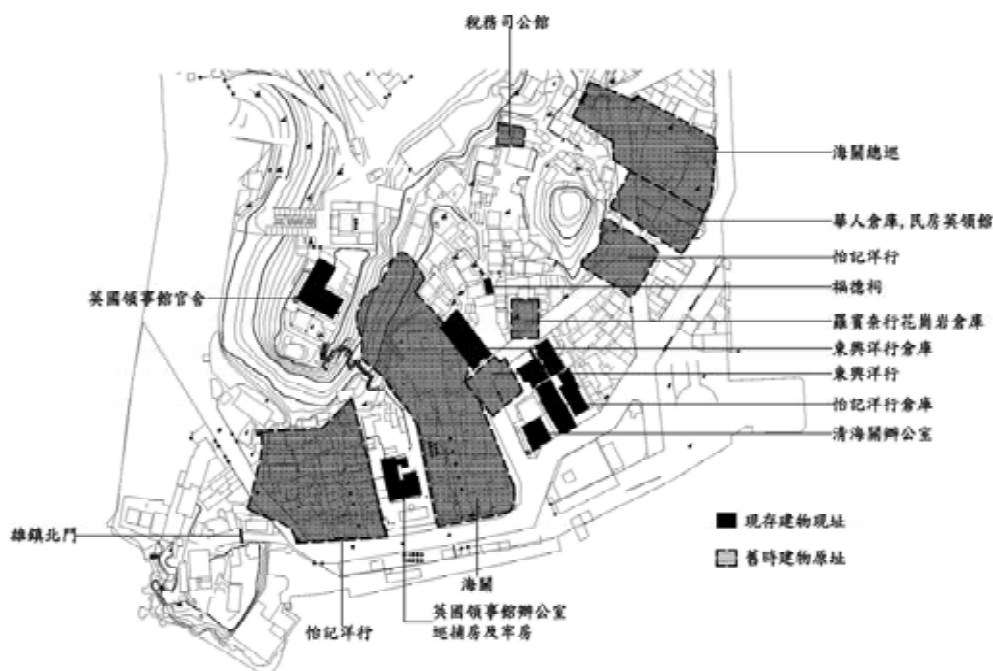 稅務司公館
海關總巡
華人倉庫,民房英領館
怡記洋行
福德祠
英國領事館官舍
羅賓奈行花崗岩倉庫
東興洋行倉庫
東興洋行
怡記洋行倉庫
清海關辦公室
現存建物現址
雄鎮北門
舊時建物原址
海關
英國領事館辦公室
巡捕房及牢房
怡記洋行